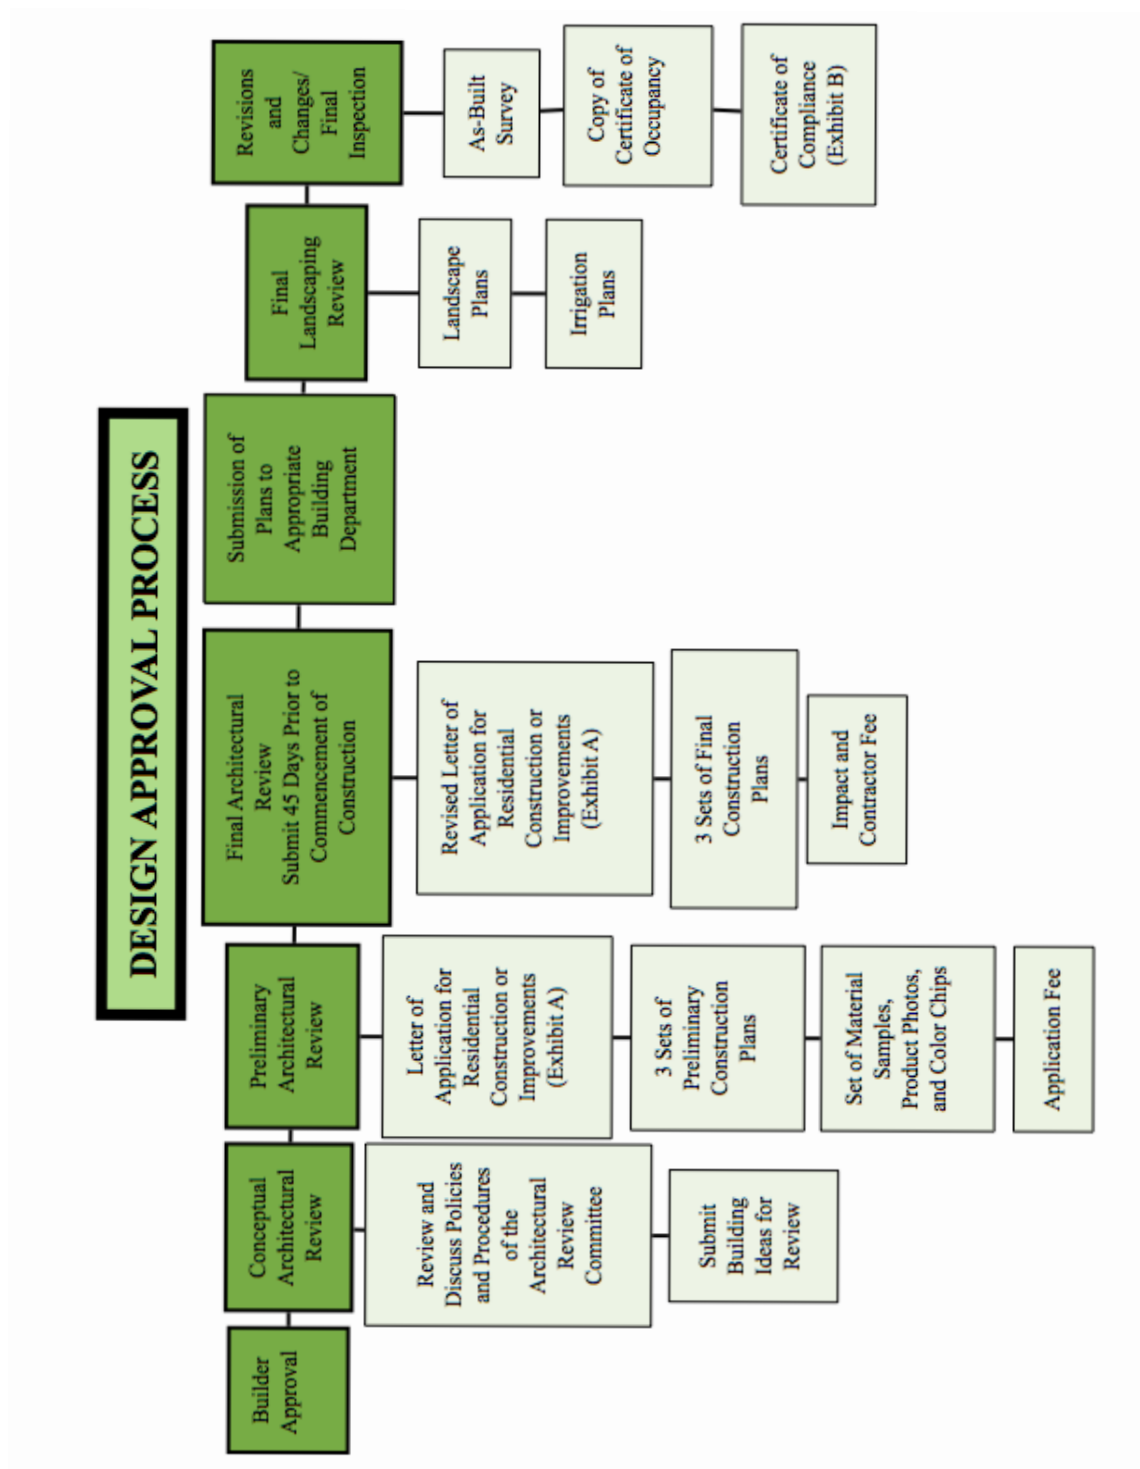 DESIGN APPROVAL PROCESS
Builder
Approval
Conceptual
Architectural
Review
Review and
Discuss Policies
and Procedures
of the
Architectural
Review
Committee
Submit
Building
Ideas for
Review
Preliminary
Architectural
Review
Letter of
Application for
Residential
Construction or
Improvements
(Exhibit A)
3 Sets of
Preliminary
Construction
Plans
Set of Material
Samples,
Product Photos,
and Color Chips
Application Fee
Final Architectural
Review
Submit 45 Days Prior to
Commencement of
Construction
Revised Letter of
Application for
Residential
Construction or
Improvements
(Exhibit A)
3 Sets of Final
Construction
Plans
Impact and
Contractor Fee
Submission of
Plans to
Appropriate
Building
Department
Final
Landscaping
Review
Landscape
Plans
Irrigation
Plans
Revisions
and
Changes/
Final
Inspection
As-Built
Survey
Copy of
Certificate of
Occupancy
Certificate of
Compliance
(Exhibit B)